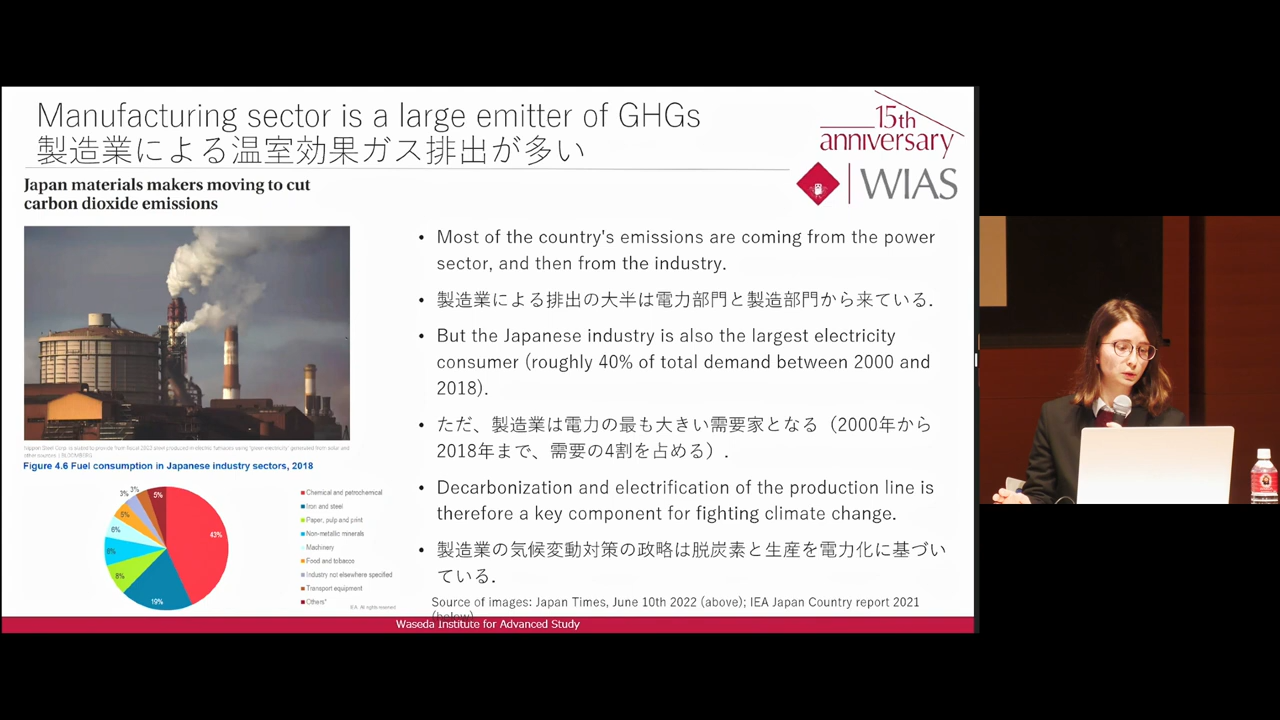 Manufacturing sector is a large emitter of GHGs
製造業による温室効果ガス排出が多い
15th
anniversary
WIAS
Japan materials makers moving to cut
carbon dioxide emissions
Figure 4.6 Fuel consumption in Japanese industry sectors, 2018
43%
19%
8%
8%
6%
5%
3%
3%
5%
Chemical and petrochemical
Iron and steel
Paper, pulp and print
Non-metallic minerals
Machinery
Food and tobacco
Industry not elsewhere specified
Transport equipment
Others*
IEA. All rights reserved
• Most of the country's emissions are coming from the power
sector, and then from the industry.
• 製造業による排出の大半は電力部門と製造部門から来ている.
• But the Japanese industry is also the largest electricity
consumer (roughly 40% of total demand between 2000 and
2018).
• ただ、製造業は電力の最も大きい需要家となる（2000年から
2018年まで、需要の4割を占める）.
• Decarbonization and electrification of the production line is
therefore a key component for fighting climate change.
• 製造業の気候変動対策の政略は脱炭素と生産を電力化に基づい
ている.
Source of images: Japan Times, June 10th 2022 (above); IEA Japan Country report 2021
(below)
Waseda Institute for Advanced Study